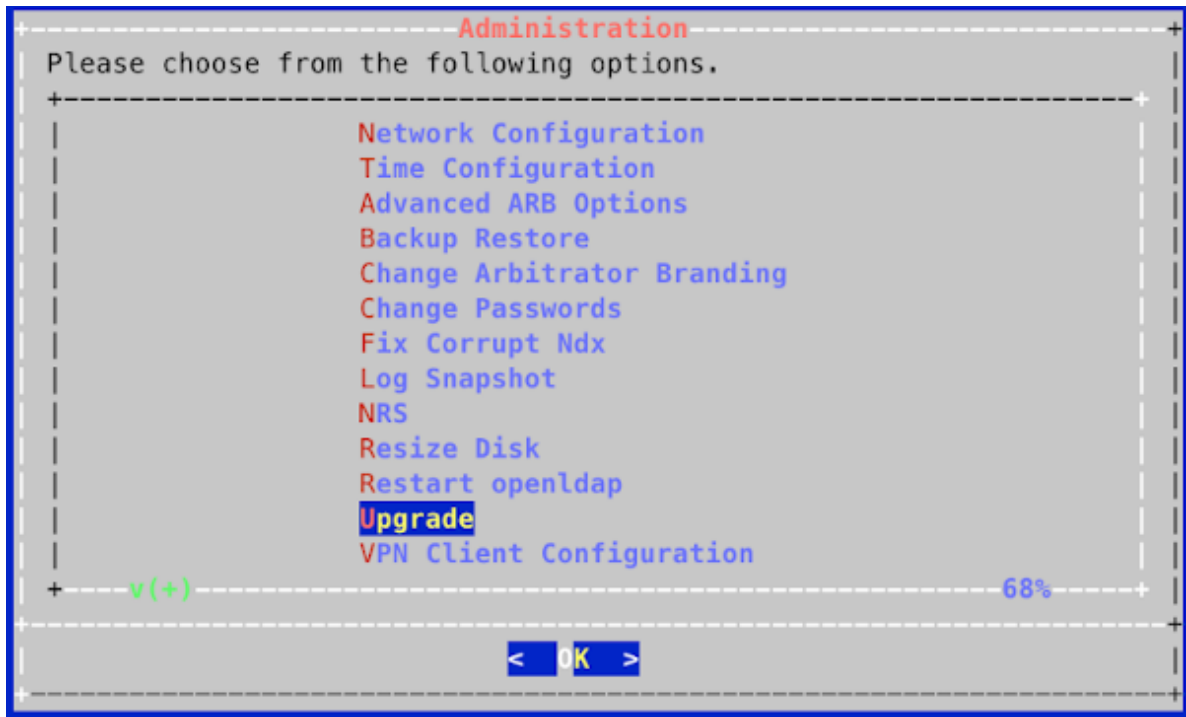 Administration
Please choose from the following options.
Network Configuration
Time Configuration
Advanced ARB Options
Backup Restore
Change Arbitrator Branding
Change Passwords
Fix Corrupt Ndx
Log Snapshot
NRS
Resize Disk
Restart openldap
Upgrade
VPN Client Configuration
v(+) 68%
< OK >